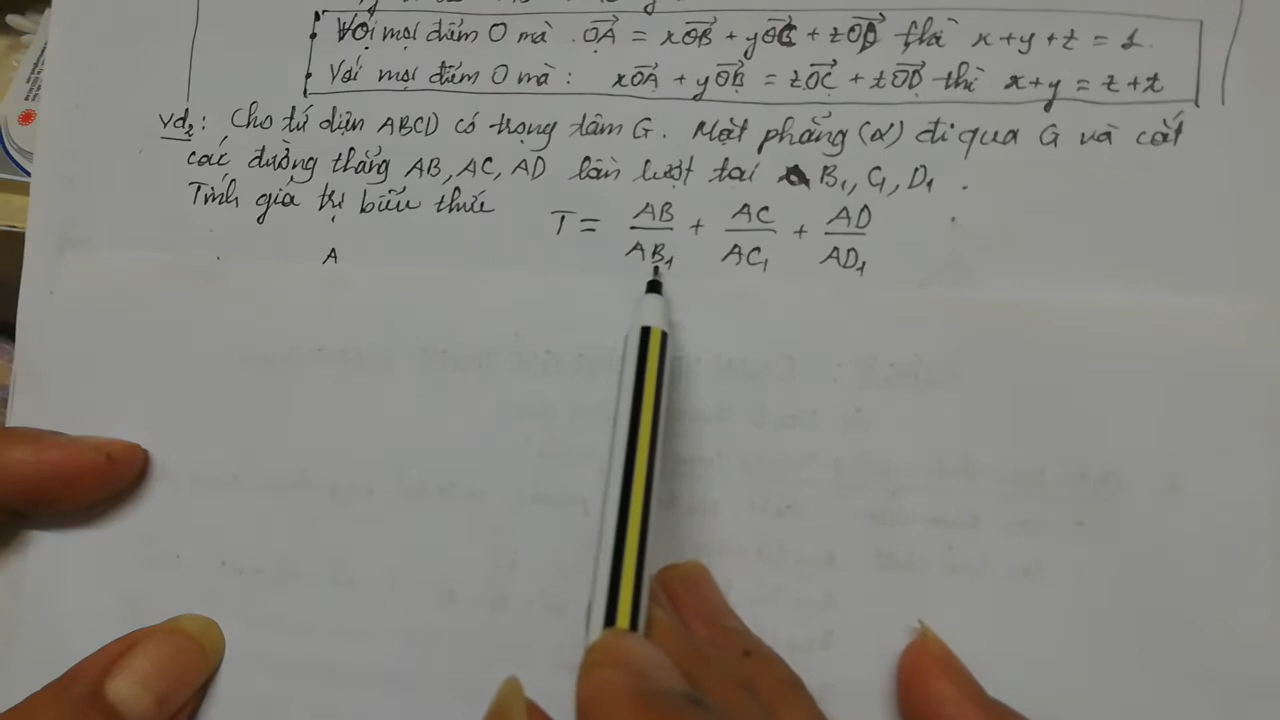 Với mọi điểm O mà . OA = xOB + yOC + zOD thì x+y+z = 1.
Với mọi điểm O mà : xOA + yOB = zOC + tOD thì x+y = z+t
vd2: Cho tứ diện ABCD có trọng tâm G. Mặt phẳng (α) đi qua G và cắt
các đường thẳng AB, AC, AD lần lượt tại B1, C1, D1.
Tính giá trị biểu thức T = AB/AB1 + AC/AC1 + AD/AD1
A